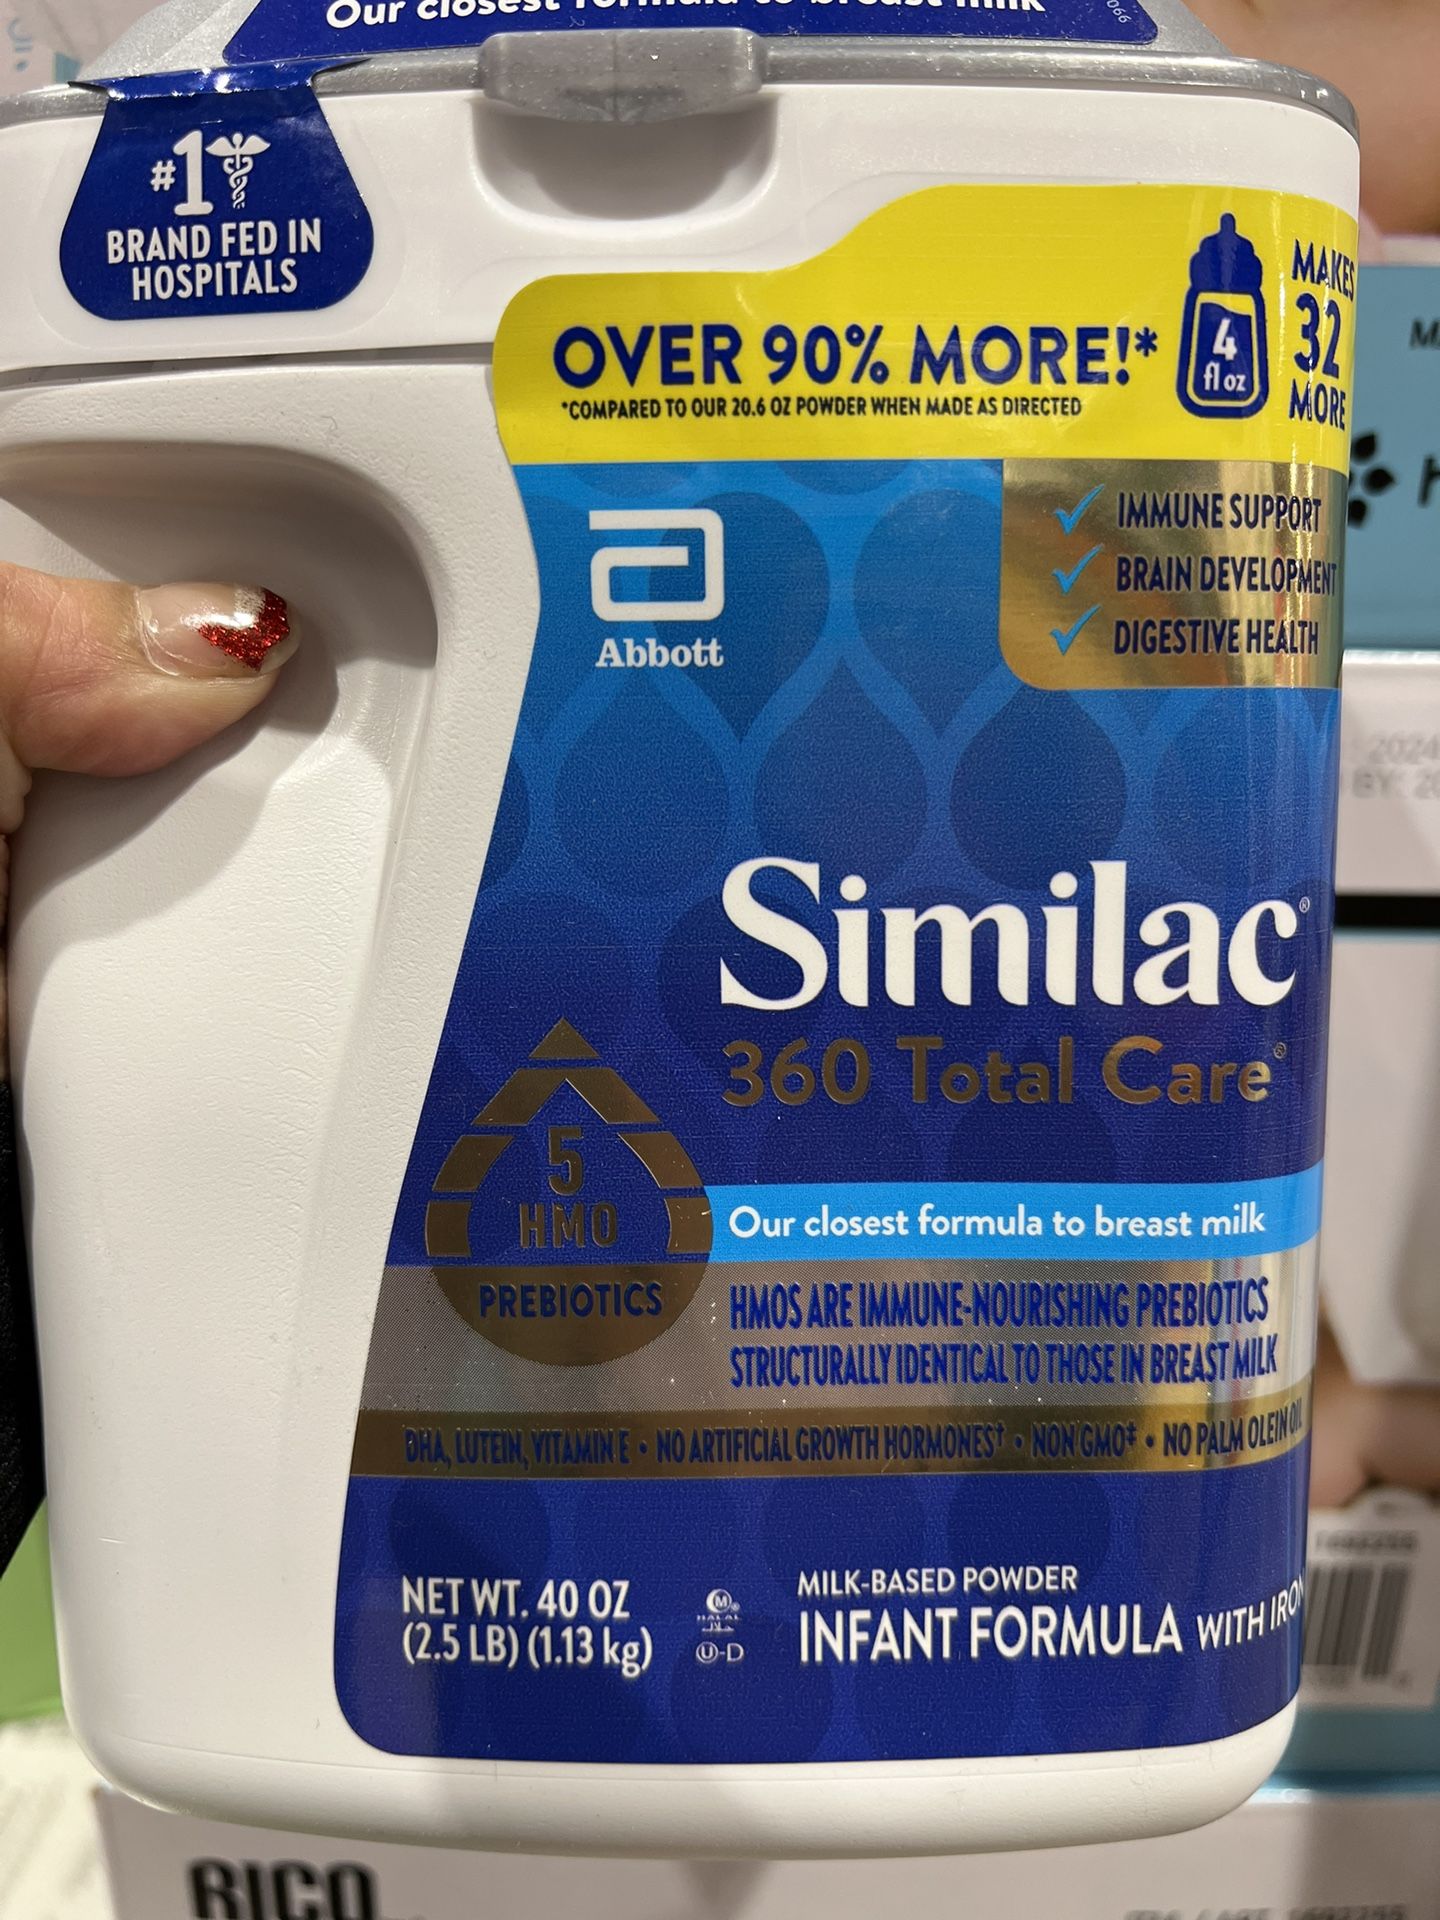 Our closest formula to breast milk
#1
BRAND FED IN
HOSPITALS
OVER 90% MORE!*
*COMPARED TO OUR 20.6 OZ POWDER WHEN MADE AS DIRECTED
4
fl oz
MAKES
32
MORE
IMMUNE SUPPORT
BRAIN DEVELOPMENT
DIGESTIVE HEALTH
Abbott
Similac®
360 Total Care®
5
HMO
PREBIOTICS
Our closest formula to breast milk
HMOS ARE IMMUNE-NOURISHING PREBIOTICS
STRUCTURALLY IDENTICAL TO THOSE IN BREAST MILK
DHA, LUTEIN, VITAMIN E • NO ARTIFICIAL GROWTH HORMONES† • NON GMO‡ • NO PALM OLEIN OIL
NET WT. 40 OZ
(2.5 LB) (1.13 kg)
M
HALAL
U-D
MILK-BASED POWDER
INFANT FORMULA WITH IRON
2024
BY: 20
RICO